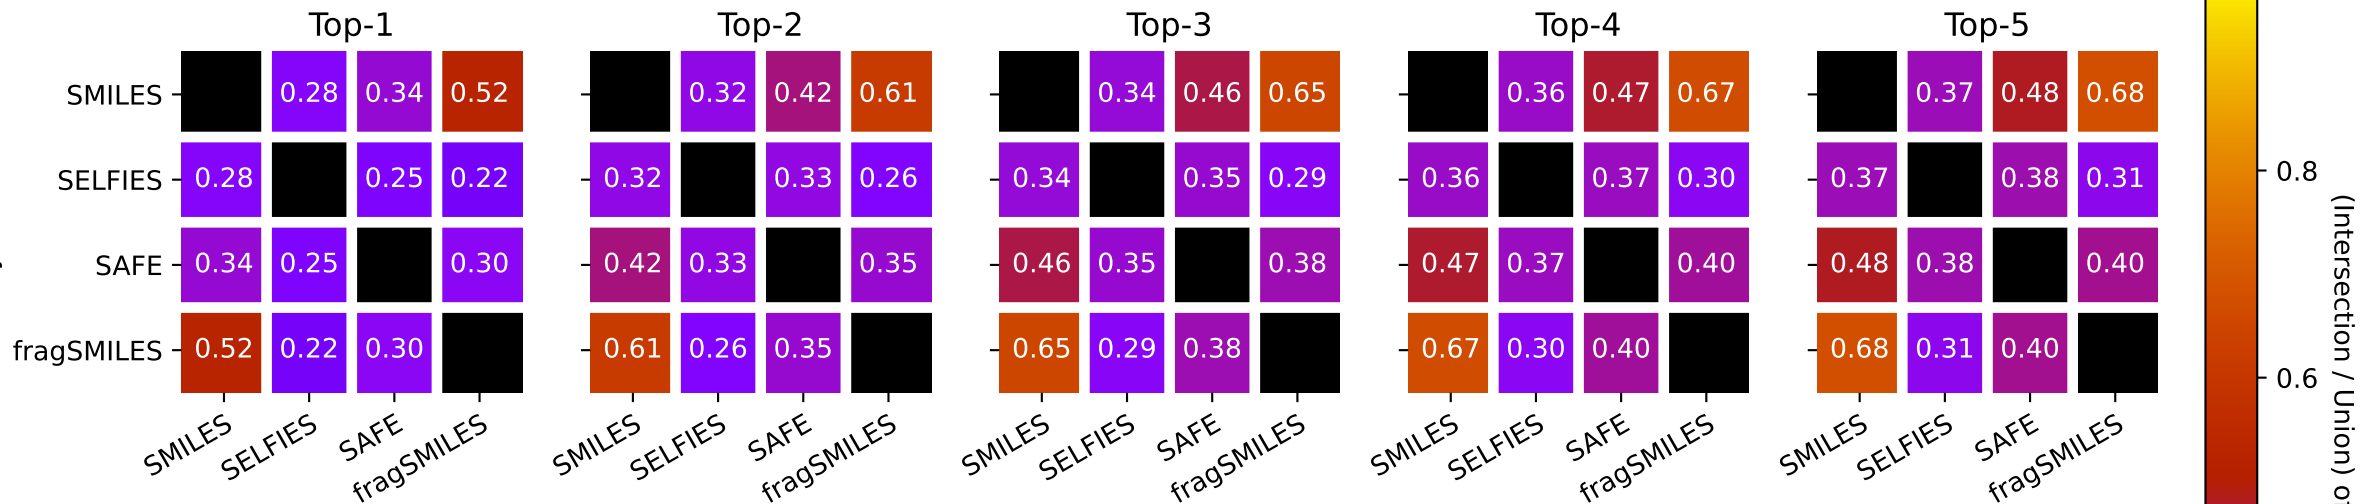 Top-1 Top-2 Top-3 Top-4 Top-5
SMILES 0.28 0.34 0.52 0.32 0.42 0.61 0.34 0.46 0.65 0.36 0.47 0.67 0.37 0.48 0.68
SELFIES 0.28 0.25 0.22 0.32 0.33 0.26 0.34 0.35 0.29 0.36 0.37 0.30 0.37 0.38 0.31
0.8
SAFE 0.34 0.25 0.30 0.42 0.33 0.35 0.46 0.35 0.38 0.47 0.37 0.40 0.48 0.38 0.40
fragSMILES 0.52 0.22 0.30 0.61 0.26 0.35 0.65 0.29 0.38 0.67 0.30 0.40 0.68 0.31 0.40
0.6
SMILES SELFIES SAFE fragSMILES SMILES SELFIES SAFE fragSMILES SMILES SELFIES SAFE fragSMILES SMILES SELFIES SAFE fragSMILES SMILES SELFIES SAFE fragSMILES
(Intersection / Union)